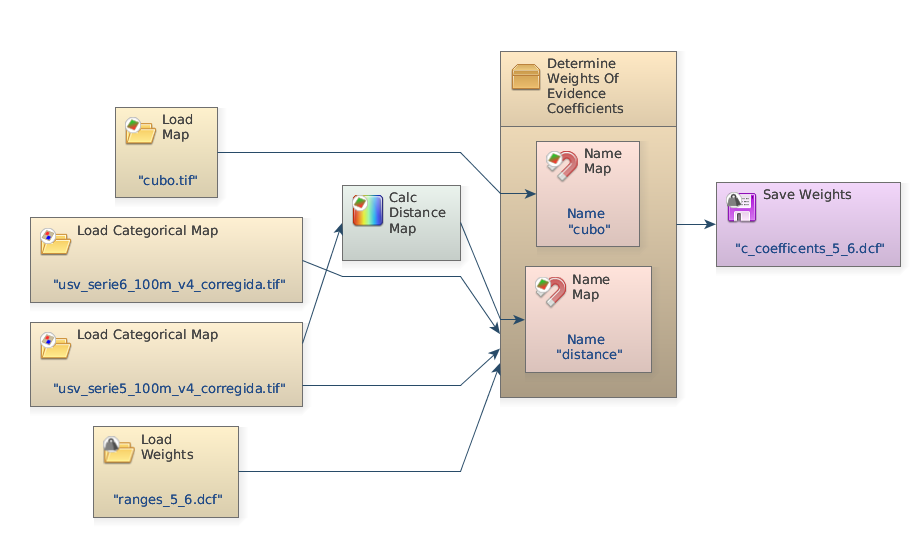 Determine
Weights Of
Evidence
Coefficients
Load
Map
"cubo.tif"
Name
Map
Name
"cubo"
Calc
Distance
Map
Save Weights
"c_coefficents_5_6.dcf"
Load Categorical Map
"usv_serie6_100m_v4_corregida.tif"
Name
Map
Name
"distance"
Load Categorical Map
"usv_serie5_100m_v4_corregida.tif"
Load
Weights
"ranges_5_6.dcf"